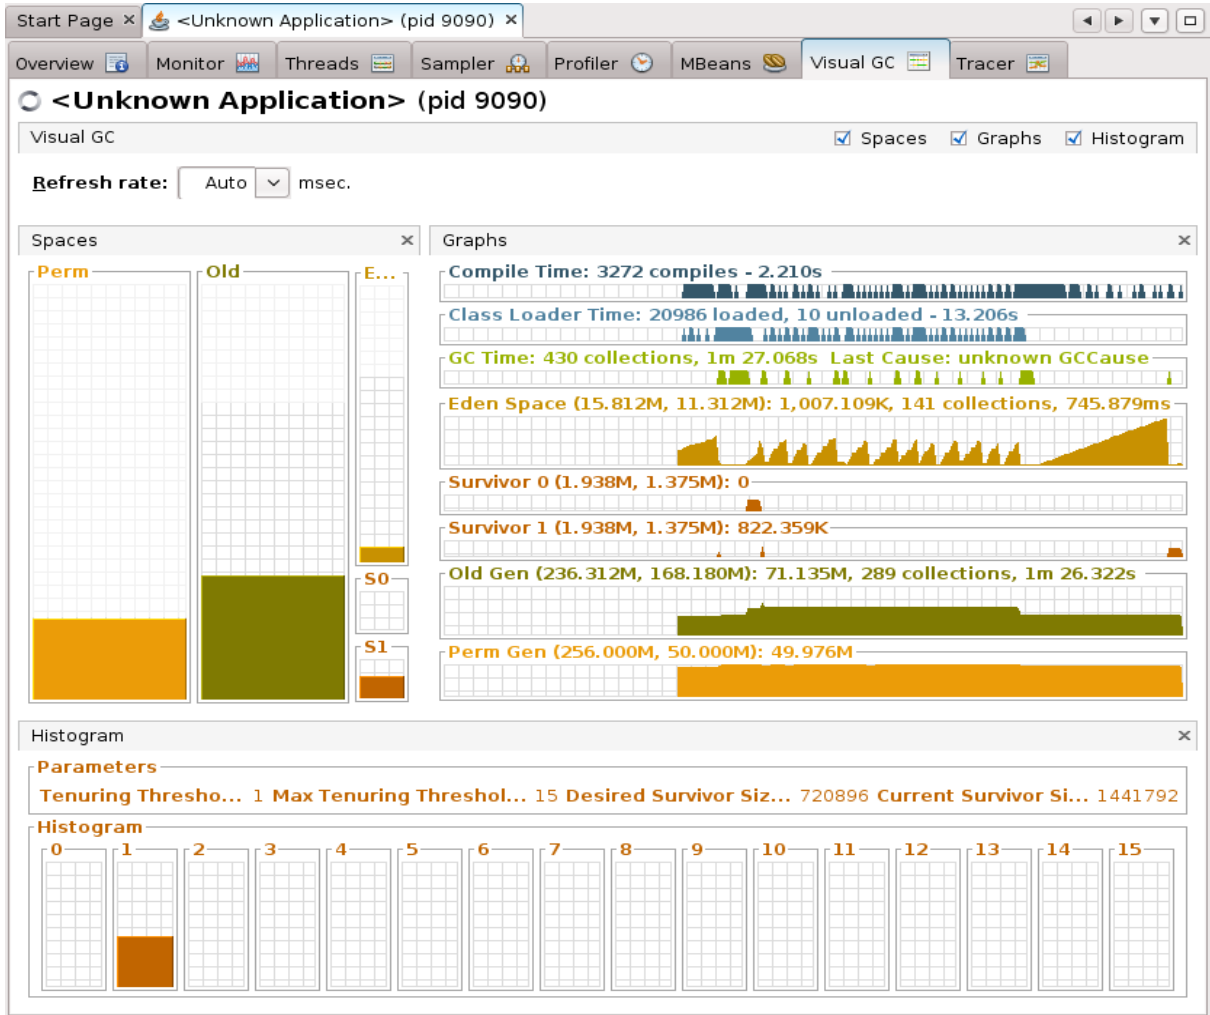 Start Page × <Unknown Application> (pid 9090) ×
Overview Monitor Threads Sampler Profiler MBeans Visual GC Tracer
<Unknown Application> (pid 9090)
Visual GC Spaces Graphs Histogram
Refresh rate: Auto msec.
Spaces × Graphs ×
Perm Old E...
S0
S1
Compile Time: 3272 compiles - 2.210s
Class Loader Time: 20986 loaded, 10 unloaded - 13.206s
GC Time: 430 collections, 1m 27.068s Last Cause: unknown GCCause
Eden Space (15.812M, 11.312M): 1,007.109K, 141 collections, 745.879ms
Survivor 0 (1.938M, 1.375M): 0
Survivor 1 (1.938M, 1.375M): 822.359K
Old Gen (236.312M, 168.180M): 71.135M, 289 collections, 1m 26.322s
Perm Gen (256.000M, 50.000M): 49.976M
Histogram ×
Parameters
Tenuring Thresho... 1 Max Tenuring Threshol... 15 Desired Survivor Siz... 720896 Current Survivor Si... 1441792
Histogram
0 1 2 3 4 5 6 7 8 9 10 11 12 13 14 15